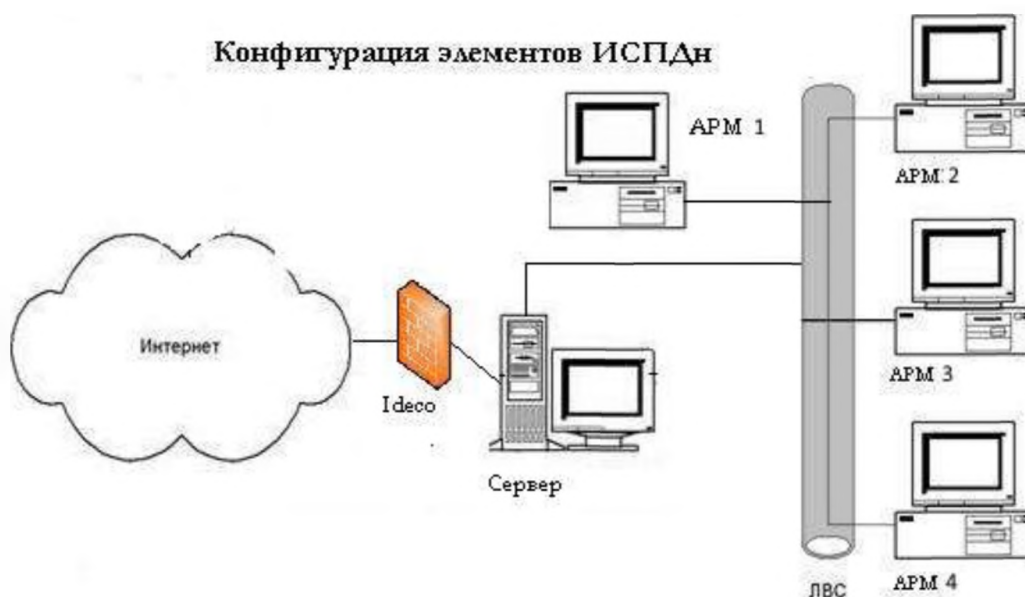 Конфигурация элементов ИСПДн
АРМ 1
АРМ 2
Интернет
Ideco
Сервер
АРМ 3
АРМ 4
ЛВС